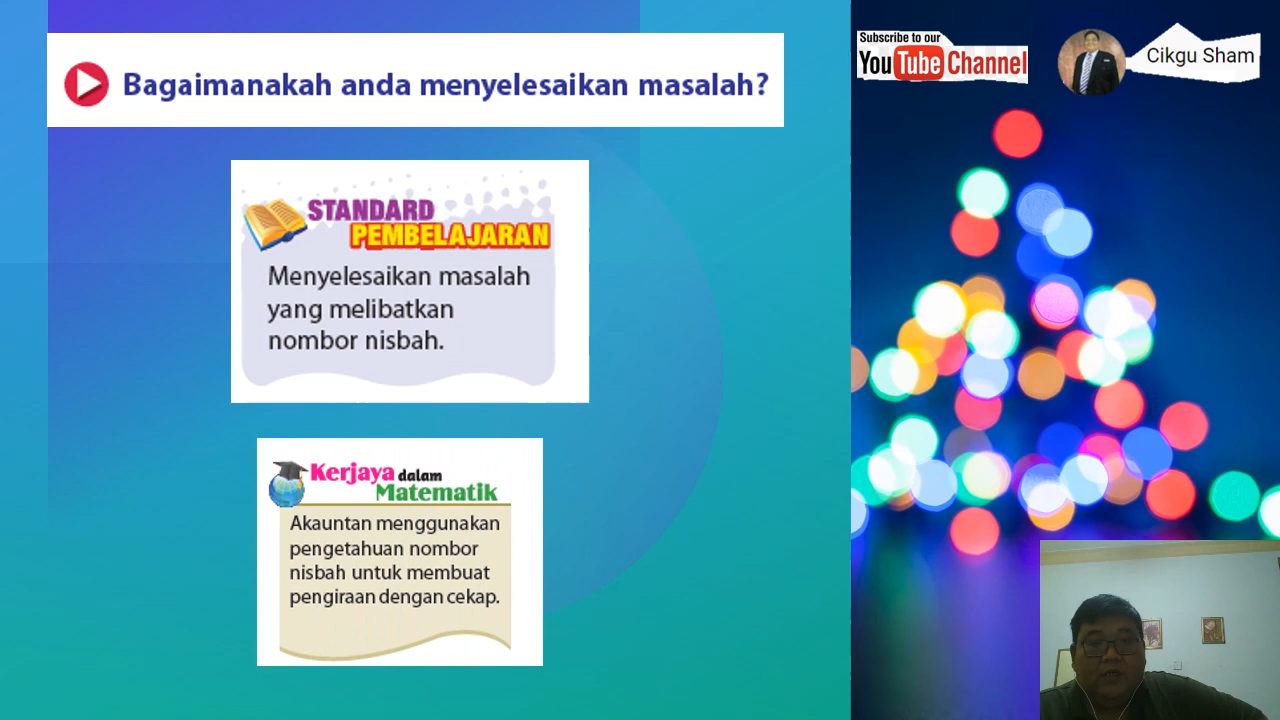 Bagaimanakah anda menyelesaikan masalah?
STANDARD
PEMBELAJARAN
Menyelesaikan masalah
yang melibatkan
nombor nisbah.
Kerjaya dalam
Matematik
Akauntan menggunakan
pengetahuan nombor
nisbah untuk membuat
pengiraan dengan cekap.
Subscribe to our
YouTube Channel
Cikgu Sham